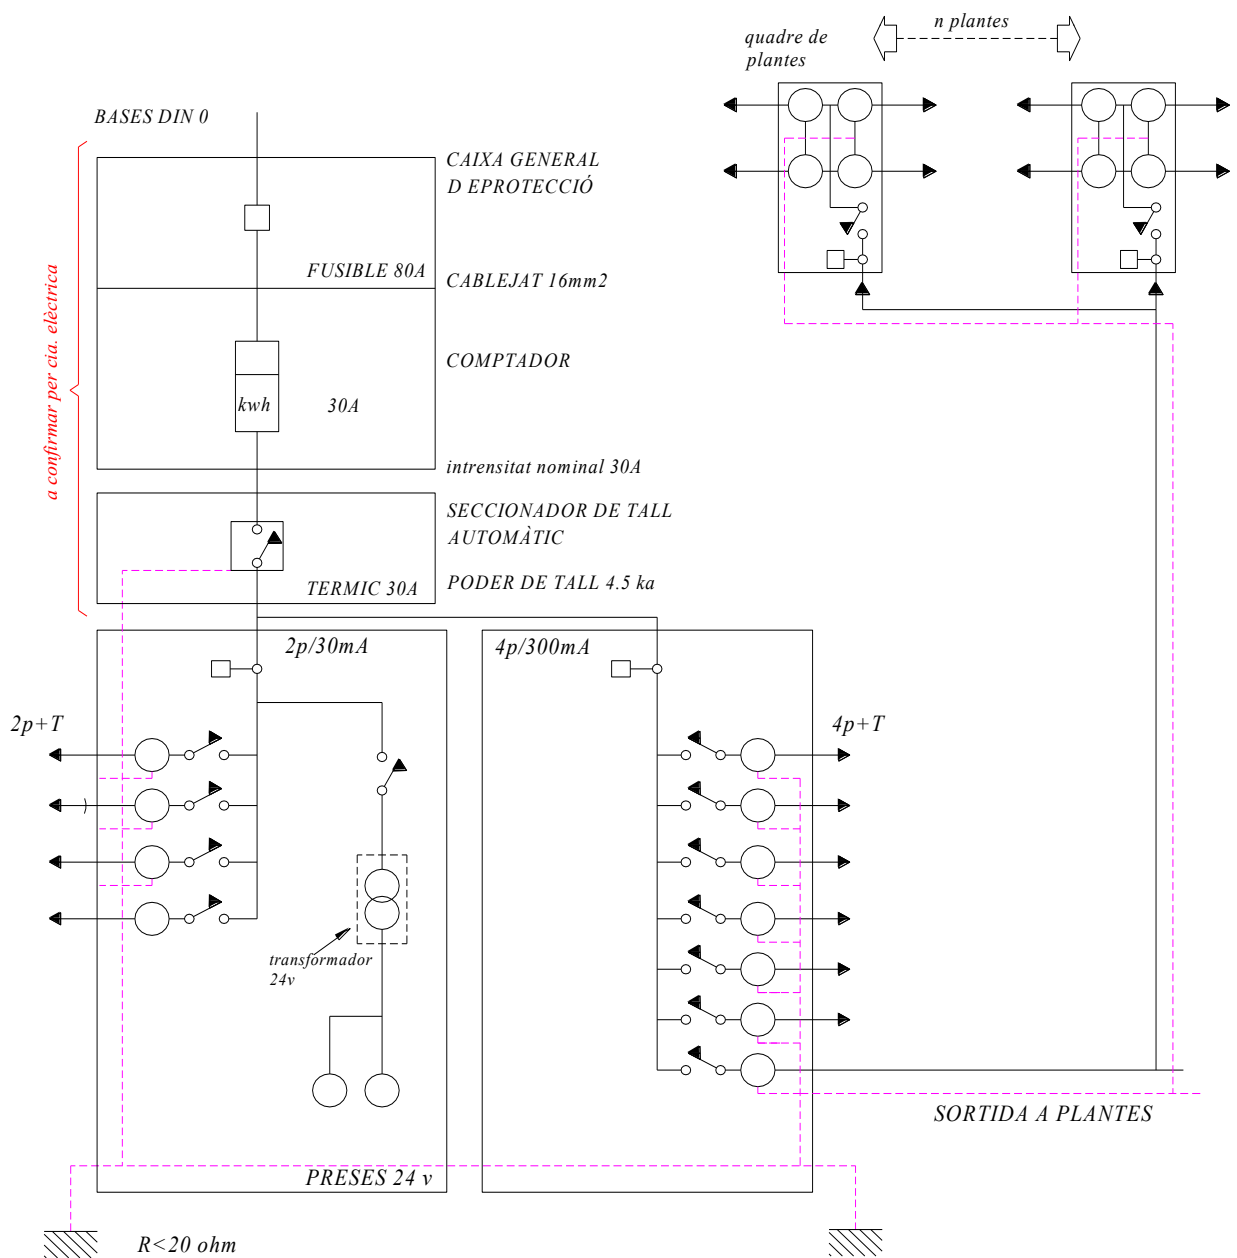 n plantes
quadre de
plantes
BASES DIN 0
CAIXA GENERAL
D EPROTECCIÓ
FUSIBLE 80A
CABLEJAT 16mm2
a confirmar per cia. elèctrica
COMPTADOR
kwh
30A
intrensitat nominal 30A
SECCIONADOR DE TALL
AUTOMÀTIC
TERMIC 30A
PODER DE TALL 4.5 ka
2p/30mA
4p/300mA
2p+T
4p+T
transformador
24v
SORTIDA A PLANTES
PRESES 24 v
R<20 ohm